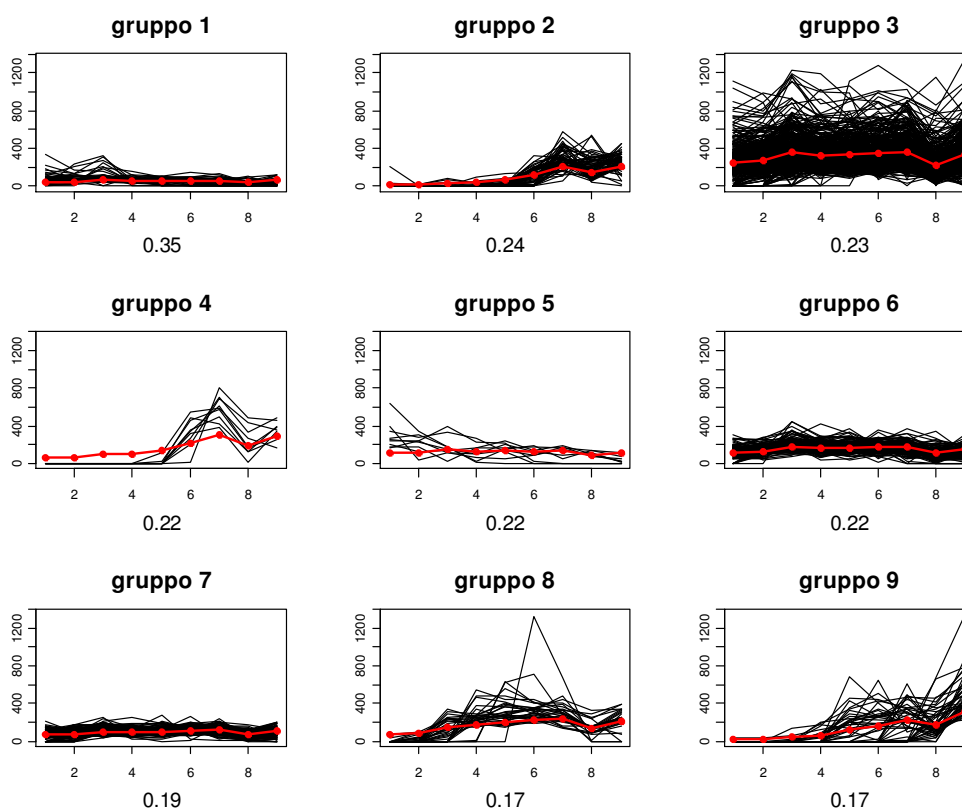 gruppo 1
0 400 800 1200
2 4 6 8
0.35
gruppo 2
0 400 800 1200
2 4 6 8
0.24
gruppo 3
0 400 800 1200
2 4 6 8
0.23
gruppo 4
0 400 800 1200
2 4 6 8
0.22
gruppo 5
0 400 800 1200
2 4 6 8
0.22
gruppo 6
0 400 800 1200
2 4 6 8
0.22
gruppo 7
0 400 800 1200
2 4 6 8
0.19
gruppo 8
0 400 800 1200
2 4 6 8
0.17
gruppo 9
0 400 800 1200
2 4 6 8
0.17